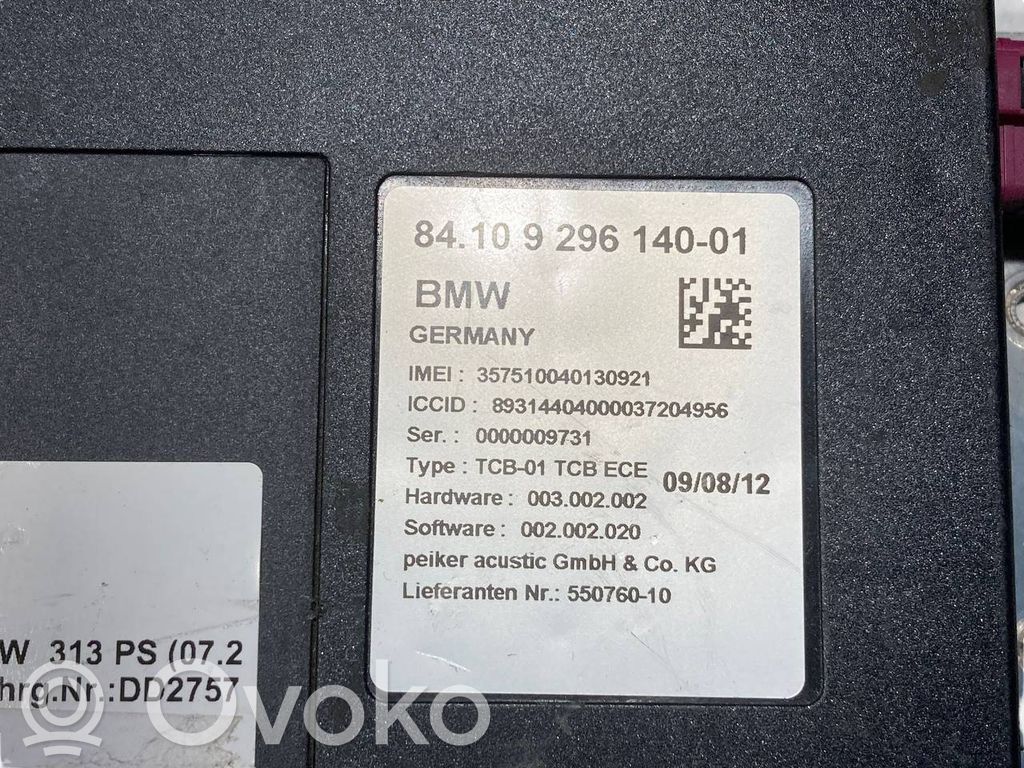 84.10 9 296 140-01
BMW
GERMANY
IMEI : 357510040130921
ICCID : 89314404000037204956
Ser. : 0000009731
Type : TCB-01 TCB ECE 09/08/12
Hardware : 003.002.002
Software : 002.002.020
peiker acustic GmbH & Co. KG
Lieferanten Nr.: 550760-10
W 313 PS (07.2
hrg.Nr.:DD2757
Ovoko